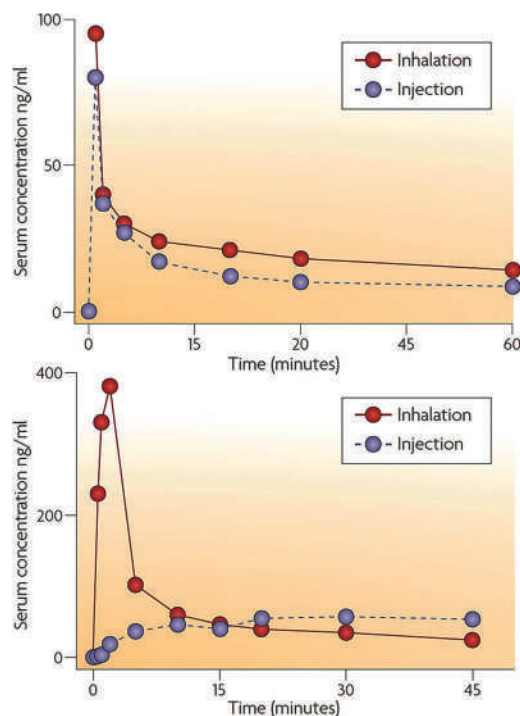 100
50
0
Serum concentration ng/ml
Inhalation
Injection
0
15
20
45
60
Time (minutes)
400
200
0
Serum concentration ng/ml
Inhalation
Injection
0
15
30
45
Time (minutes)